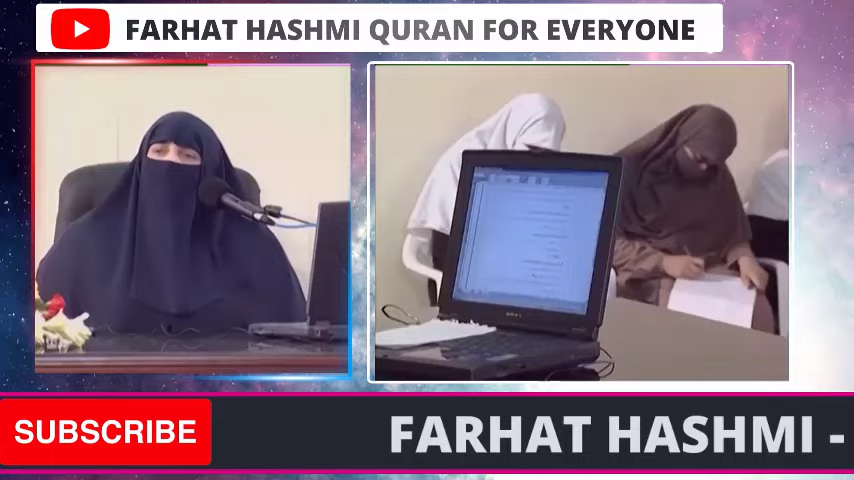 FARHAT HASHMI QURAN FOR EVERYONE
SUBSCRIBE
FARHAT HASHMI -